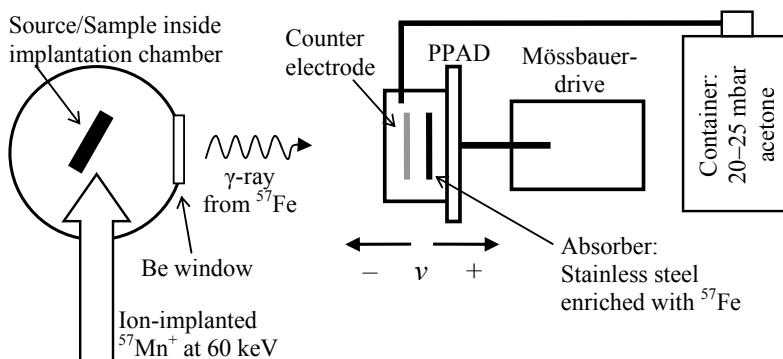 Source/Sample inside
implantation chamber
Counter
electrode
PPAD
Mössbauer-
drive
Container:
20–25 mbar
acetone
γ-ray
from ⁵⁷Fe
Be window
– v +
Absorber:
Stainless steel
enriched with ⁵⁷Fe
Ion-implanted
⁵⁷Mn⁺ at 60 keV